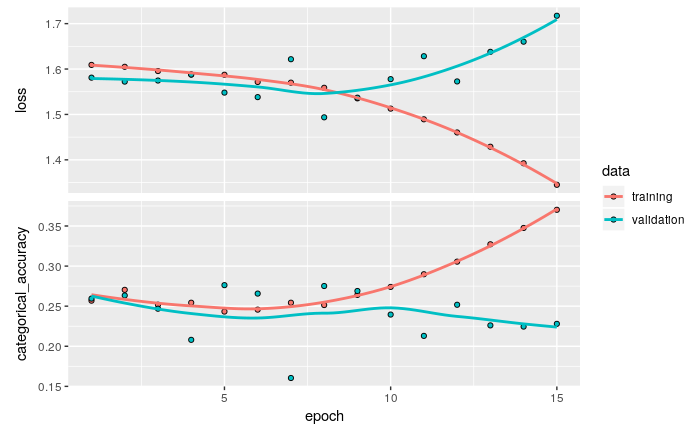 1.7
1.6
1.5
1.4
loss
0.35
0.30
0.25
0.20
0.15
categorical_accuracy
5
10
15
epoch
data
training
validation